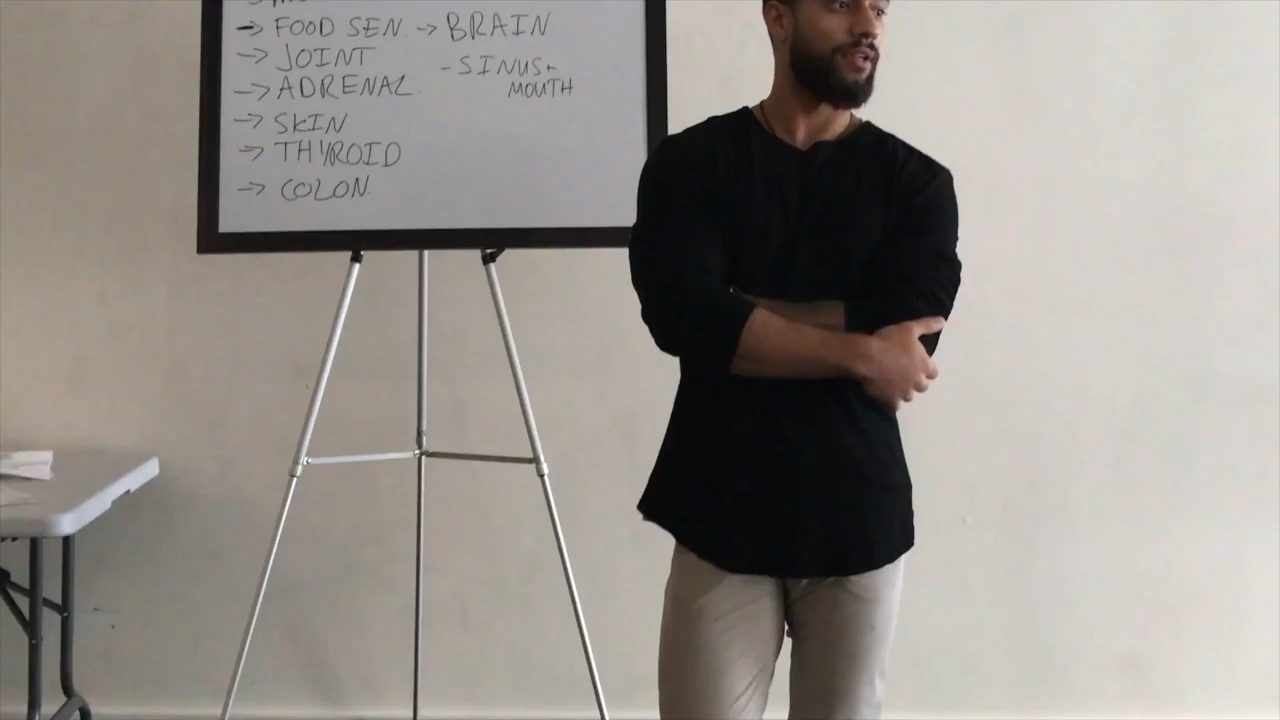 → FOOD SEN → BRAIN
→ JOINT
- SINUS+
→ ADRENAL
MOUTH
→ SKIN
→ THYROID
→ COLON